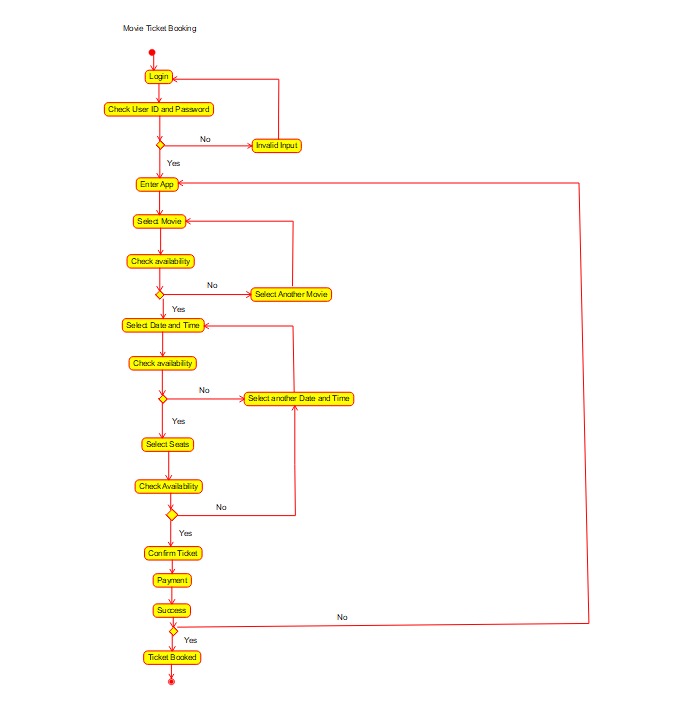 Movie Ticket Booking
Login
Check User ID and Password
No
Invalid Input
Yes
Enter App
Select Movie
Check availability
No
Select Another Movie
Yes
Select Date and Time
Check availability
No
Select another Date and Time
Yes
Select Seats
Check Availability
No
Yes
Confirm Ticket
Payment
Success
No
Yes
Ticket Booked